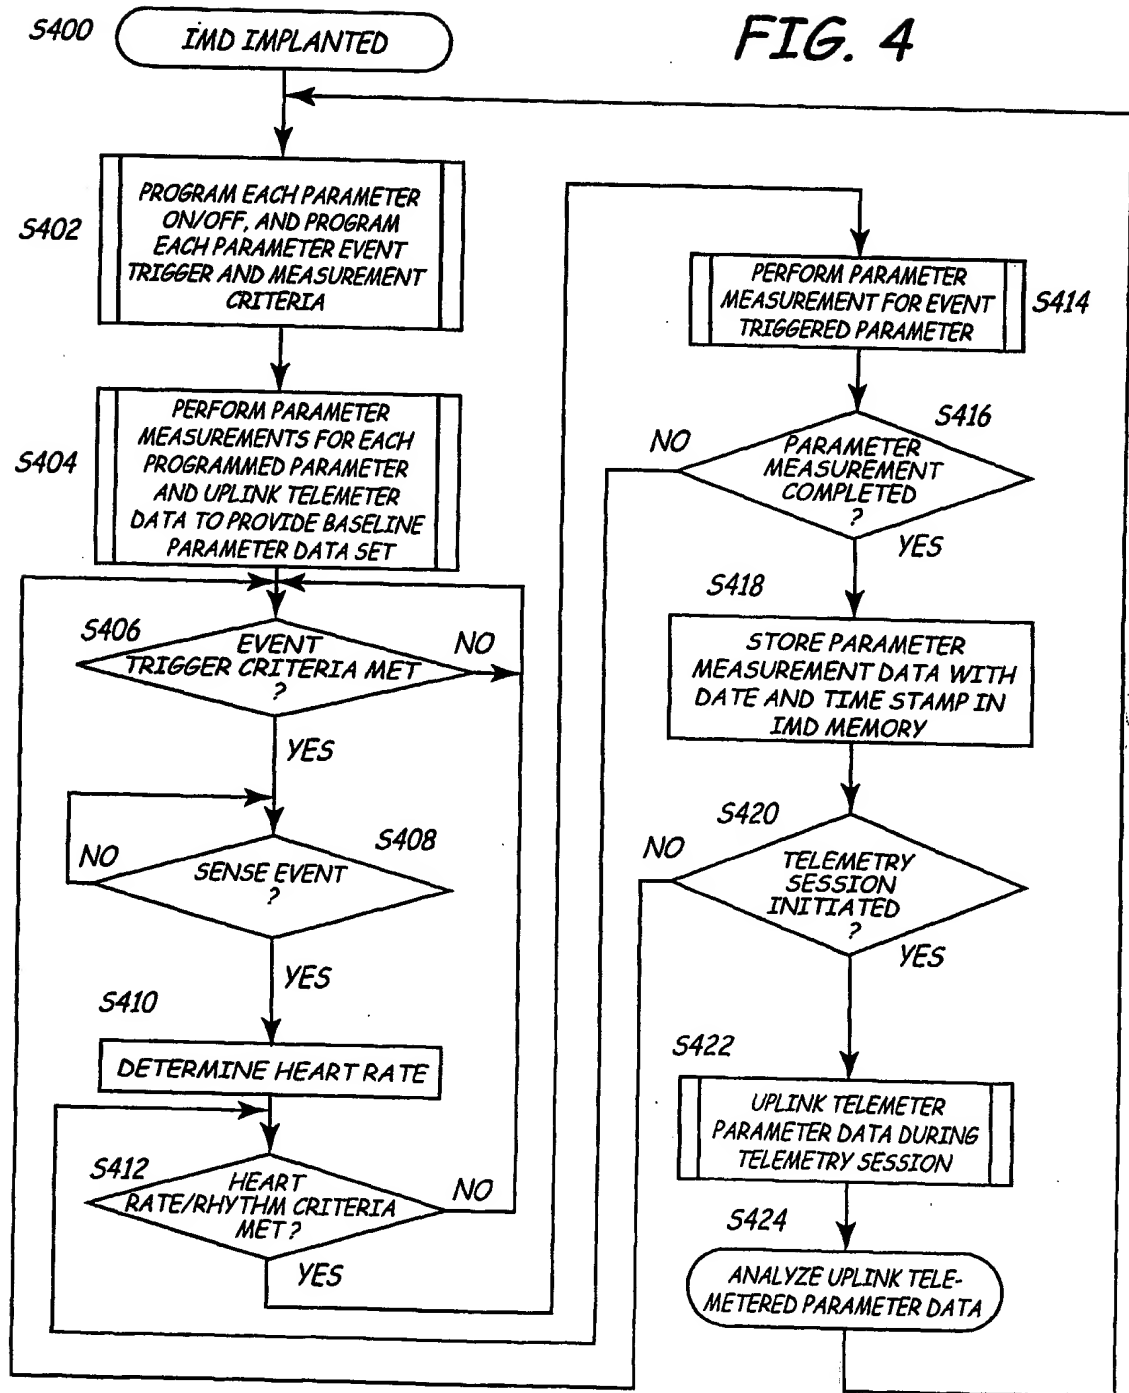 FIG. 4
S400
IMD IMPLANTED
S402
PROGRAM EACH PARAMETER
ON/OFF, AND PROGRAM
EACH PARAMETER EVENT
TRIGGER AND MEASUREMENT
CRITERIA
S404
PERFORM PARAMETER
MEASUREMENTS FOR EACH
PROGRAMMED PARAMETER
AND UPLINK TELEMETER
DATA TO PROVIDE BASELINE
PARAMETER DATA SET
S406
EVENT
TRIGGER CRITERIA MET
?
NO
YES
S408
SENSE EVENT
?
NO
YES
S410
DETERMINE HEART RATE
S412
HEART
RATE/RHYTHM CRITERIA
MET?
NO
YES
PERFORM PARAMETER
MEASUREMENT FOR EVENT
TRIGGERED PARAMETER
S414
S416
PARAMETER
MEASUREMENT
COMPLETED
?
NO
YES
S418
STORE PARAMETER
MEASUREMENT DATA WITH
DATE AND TIME STAMP IN
IMD MEMORY
S420
TELEMETRY
SESSION
INITIATED
?
NO
YES
S422
UPLINK TELEMETER
PARAMETER DATA DURING
TELEMETRY SESSION
S424
ANALYZE UPLINK TELE-
METERED PARAMETER DATA